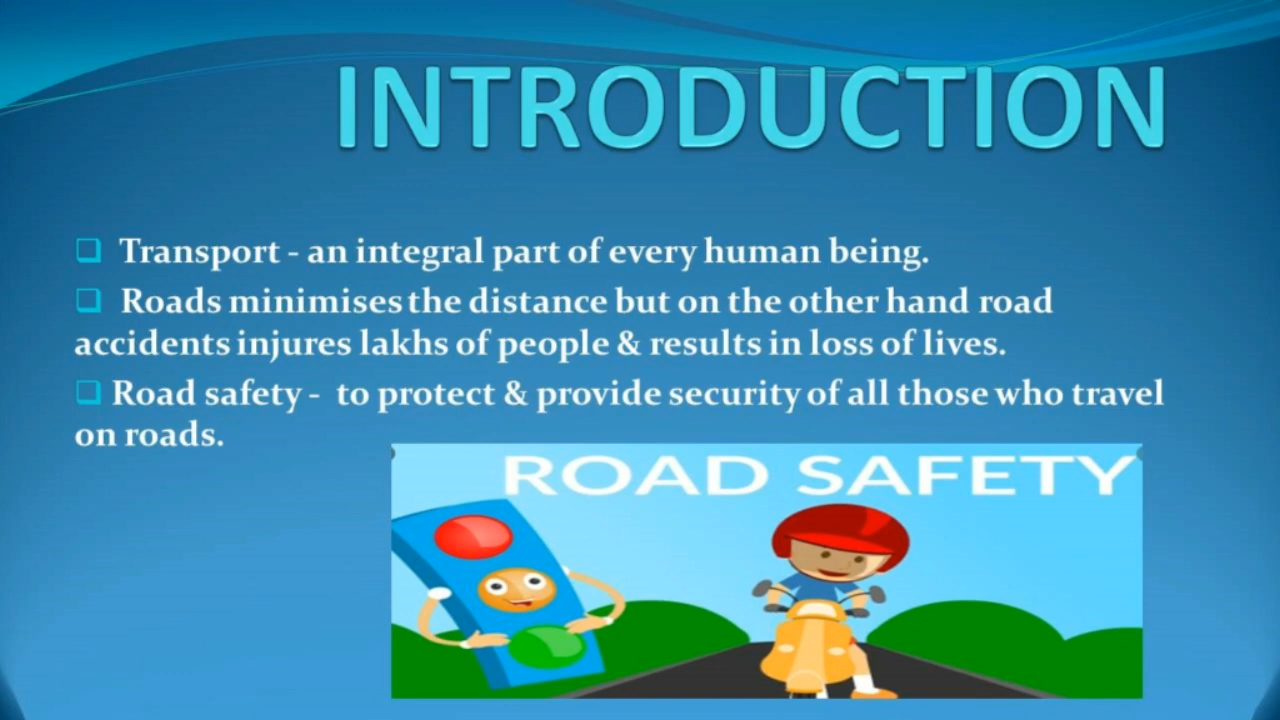 INTRODUCTION
❑ Transport - an integral part of every human being.
❑ Roads minimises the distance but on the other hand road
accidents injures lakhs of people & results in loss of lives.
❑ Road safety - to protect & provide security of all those who travel
on roads.
ROAD SAFETY